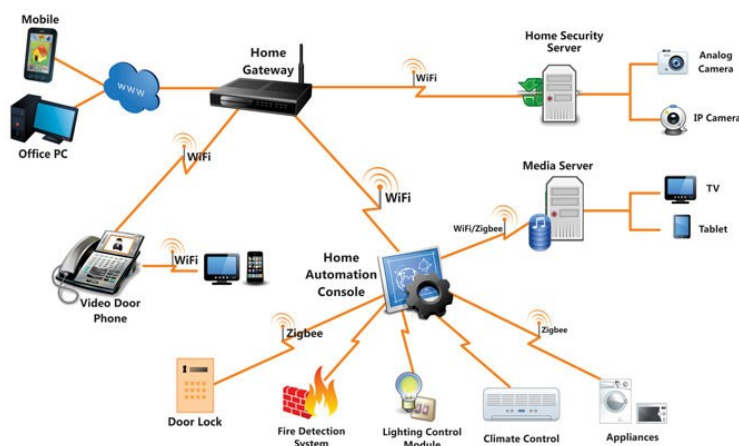 Mobile
Home
Gateway
WiFi
Home Security
Server
Analog
Camera
www
IP Camera
Office PC
WiFi
WiFi
Media Server
TV
WiFi/Zigbee
Tablet
WiFi
Home
Automation
Console
Video Door
Phone
Zigbee
Zigbee
Door Lock
Fire Detection
System
Lighting Control
Module
Climate Control
Appliances